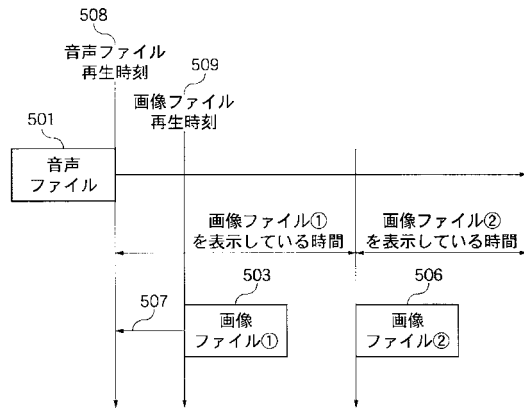 508
音声ファイル
再生時刻
509
画像ファイル
再生時刻
501
音声
ファイル
画像ファイル①
を表示している時間
画像ファイル②
を表示している時間
503
506
507
画像
ファイル①
画像
ファイル②